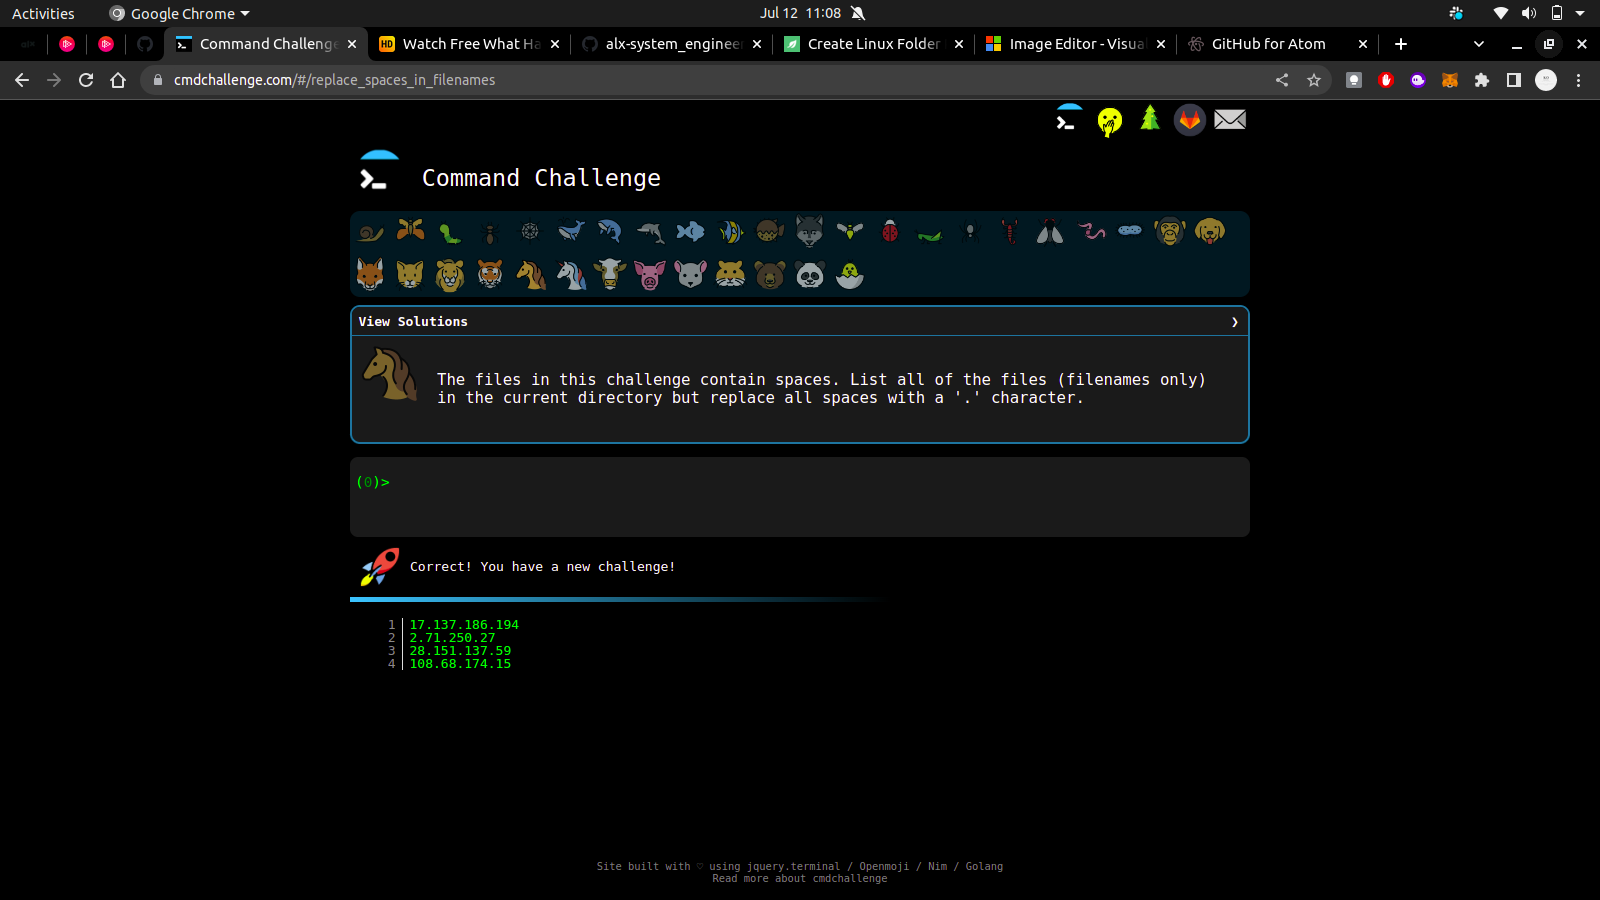 Activities
Google Chrome
Jul 12 11:08
alx
Command Challenge
Watch Free What Ha
alx-system_enginee
Create Linux Folder
Image Editor - Visua
GitHub for Atom
cmdchallenge.com/#/replace_spaces_in_filenames
Command Challenge
View Solutions
The files in this challenge contain spaces. List all of the files (filenames only)
in the current directory but replace all spaces with a '.' character.
(0)>
Correct! You have a new challenge!
1 17.137.186.194
2 2.71.250.27
3 28.151.137.59
4 108.68.174.15
Site built with ♡ using jquery.terminal / Openmoji / Nim / Golang
Read more about cmdchallenge